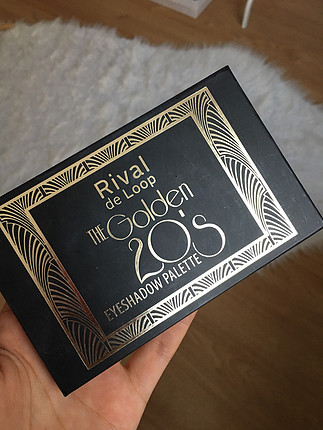 Rival
de Loop
THE Golden
20's
EYESHADOW PALETTE